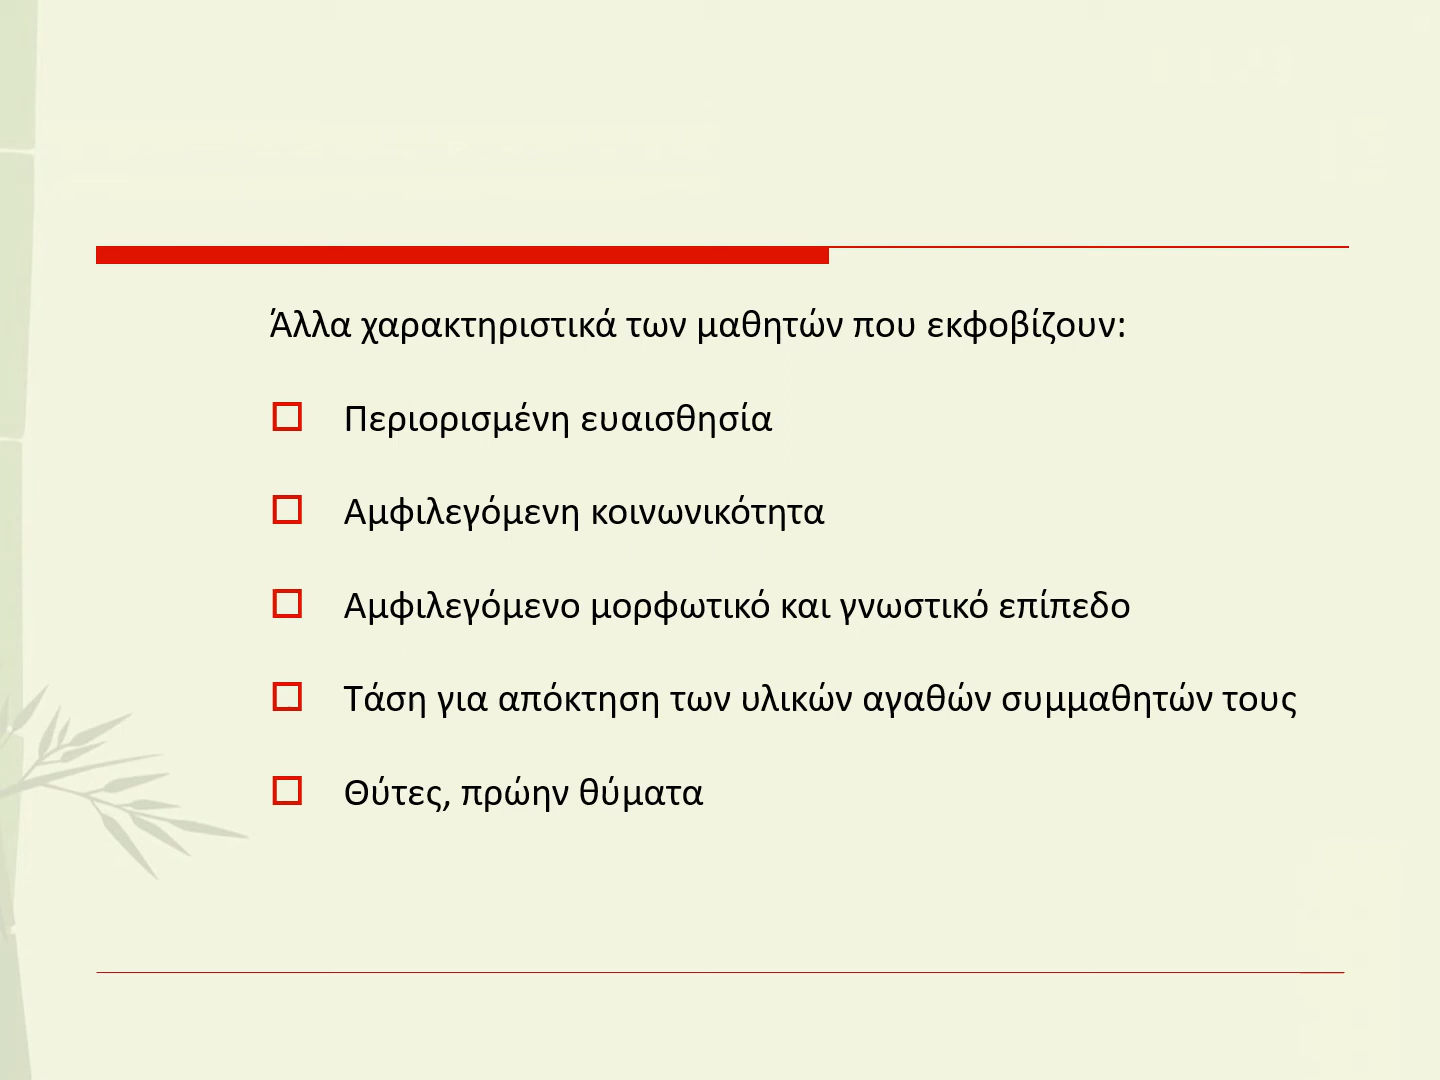 Άλλα χαρακτηριστικά των μαθητών που εκφοβίζουν:
Περιορισμένη ευαισθησία
Αμφιλεγόμενη κοινωνικότητα
Αμφιλεγόμενο μορφωτικό και γνωστικό επίπεδο
Τάση για απόκτηση των υλικών αγαθών συμμαθητών τους
Θύτες, πρώην θύματα